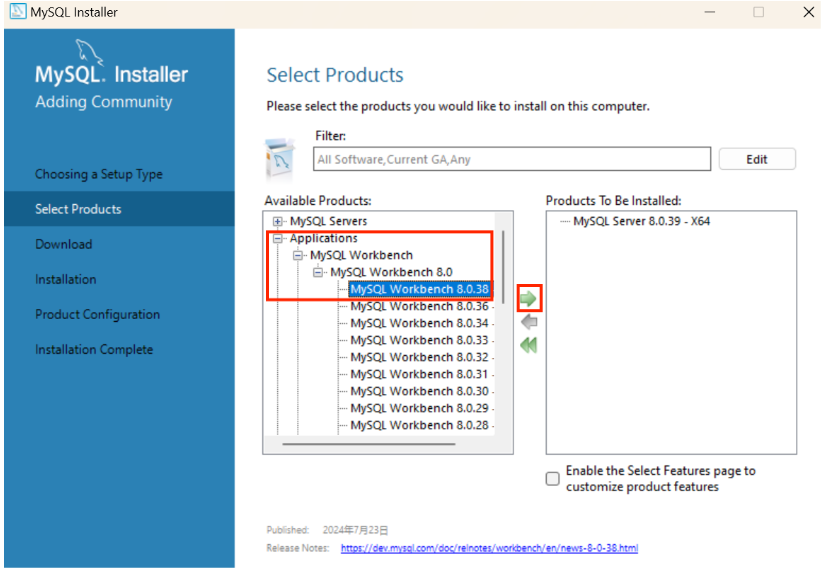 MySQL Installer
MySQL. Installer
Adding Community
Choosing a Setup Type
Select Products
Download
Installation
Product Configuration
Installation Complete
Select Products
Please select the products you would like to install on this computer.
Filter:
All Software,Current GA,Any
Edit
Available Products:
MySQL Servers
Applications
MySQL Workbench
MySQL Workbench 8.0
MySQL Workbench 8.0.38
MySQL Workbench 8.0.36 -
MySQL Workbench 8.0.34 -
MySQL Workbench 8.0.33 -
MySQL Workbench 8.0.32 -
MySQL Workbench 8.0.31 -
MySQL Workbench 8.0.30 -
MySQL Workbench 8.0.29 -
MySQL Workbench 8.0.28 -
Products To Be Installed:
MySQL Server 8.0.39 - X64
Enable the Select Features page to
customize product features
Published: 2024年7月23日
Release Notes: https://dev.mysql.com/doc/relnotes/workbench/en/news-8-0-38.html